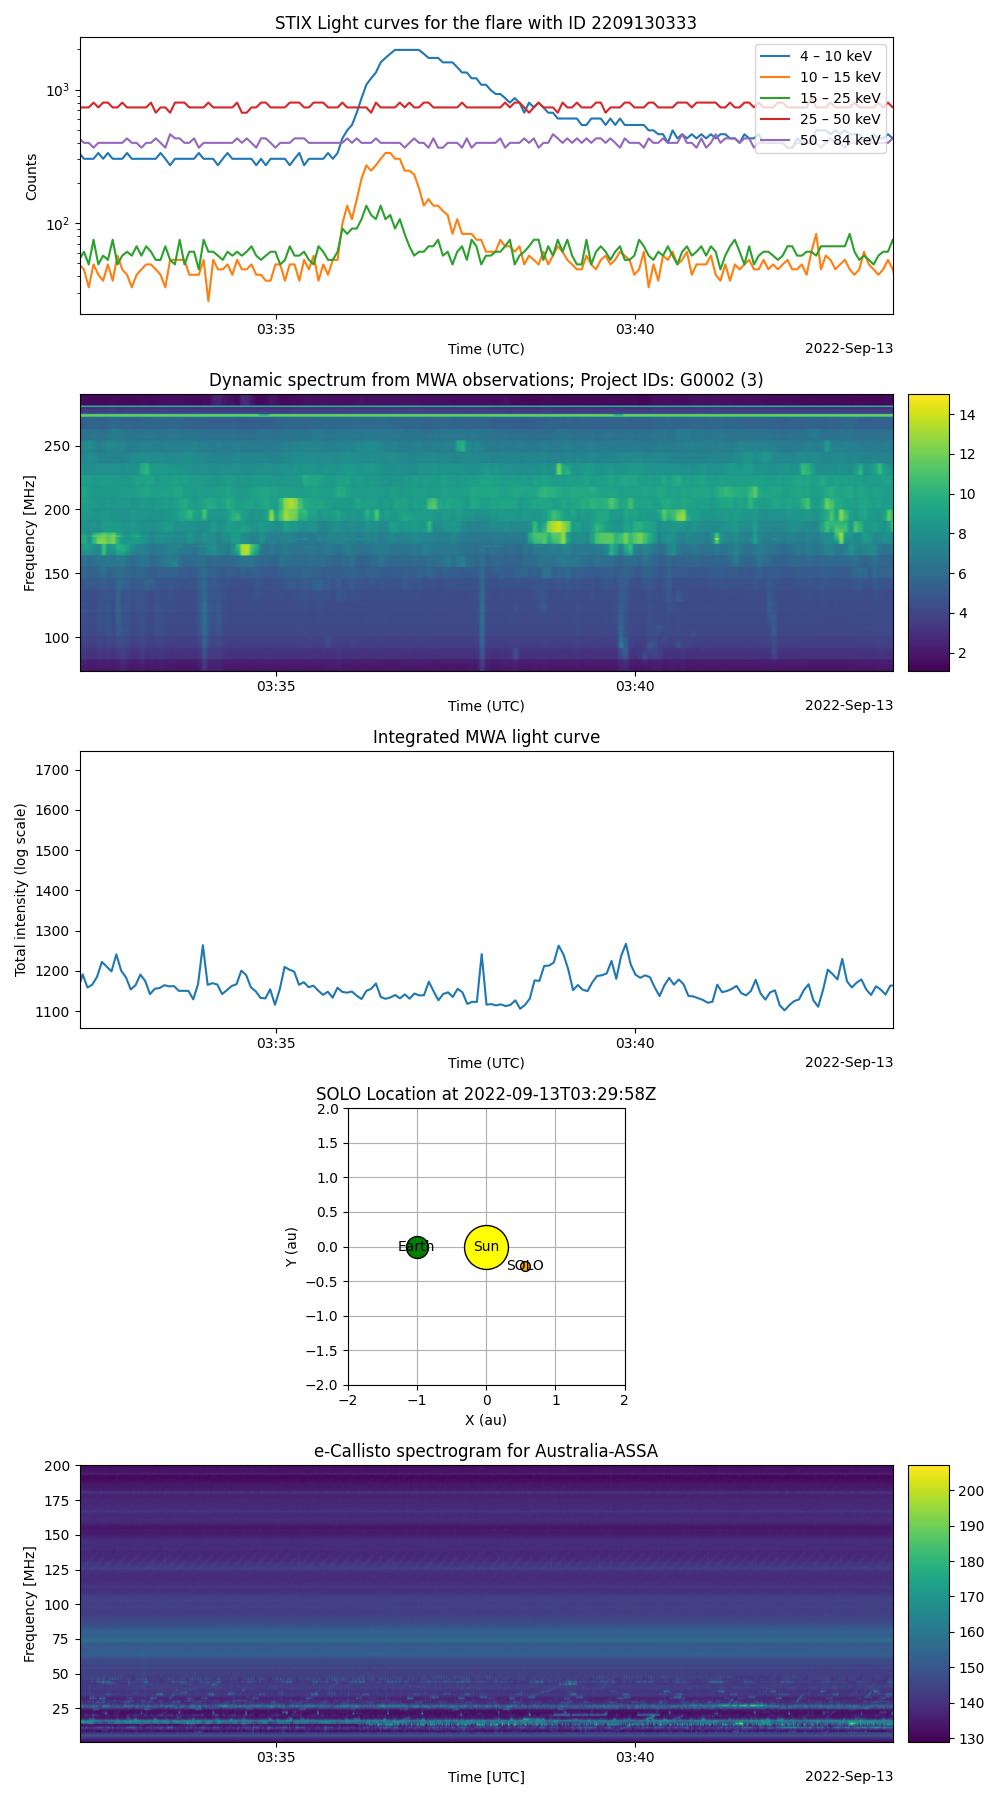 STIX Light curves for the flare with ID 2209130333
Counts
10³
10²
4 – 10 keV
10 – 15 keV
15 – 25 keV
25 – 50 keV
50 – 84 keV
03:35
03:40
Time (UTC)
2022-Sep-13
Dynamic spectrum from MWA observations; Project IDs: G0002 (3)
Frequency [MHz]
250
200
150
100
14
12
10
8
6
4
2
03:35
03:40
Time (UTC)
2022-Sep-13
Integrated MWA light curve
Total intensity (log scale)
1700
1600
1500
1400
1300
1200
1100
03:35
03:40
Time (UTC)
2022-Sep-13
SOLO Location at 2022-09-13T03:29:58Z
Y (au)
2.0
1.5
1.0
0.5
0.0
−0.5
−1.0
−1.5
−2.0
Earth
Sun
SOLO
−2
−1
0
1
2
X (au)
e-Callisto spectrogram for Australia-ASSA
Frequency [MHz]
200
175
150
125
100
75
50
25
200
190
180
170
160
150
140
130
03:35
03:40
Time [UTC]
2022-Sep-13